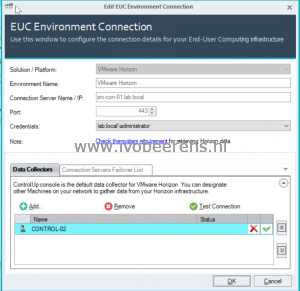 Edit EUC Environment Connection
EUC Environment Connection
Use this window to configure the connection details for your End-User Computing infrastructure
Solution / Platform:
VMware Horizon
Environment Name:
VMware Horizon
Connection Server Name / IP:
srv-con-01.lab.local
Port:
443
Credentials:
lab.local\administrator
Note:
Check the system requirement for retrieving Horizon data
www.ivobeerens.nl
Data Collectors
Connection Servers Failover List
ControlUp console is the default data collector for VMware Horizon. You can designate
other Machines on your network to gather data from your Horizon infrastructure.
Add...
Remove
Test Connection
Name
Status
CONTROL-02
OK
Cancel